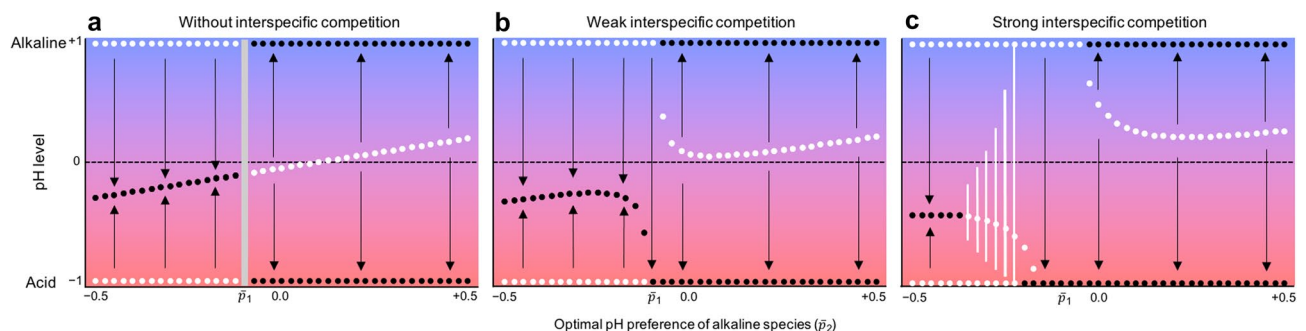 a Without interspecific competition
b Weak interspecific competition
c Strong interspecific competition
Alkaline +1
pH level
0
Acid −1
−0.5 p̄₁ 0.0 +0.5
−0.5 p̄₁ 0.0 +0.5
−0.5 p̄₁ 0.0 +0.5
Optimal pH preference of alkaline species (p̄₂)